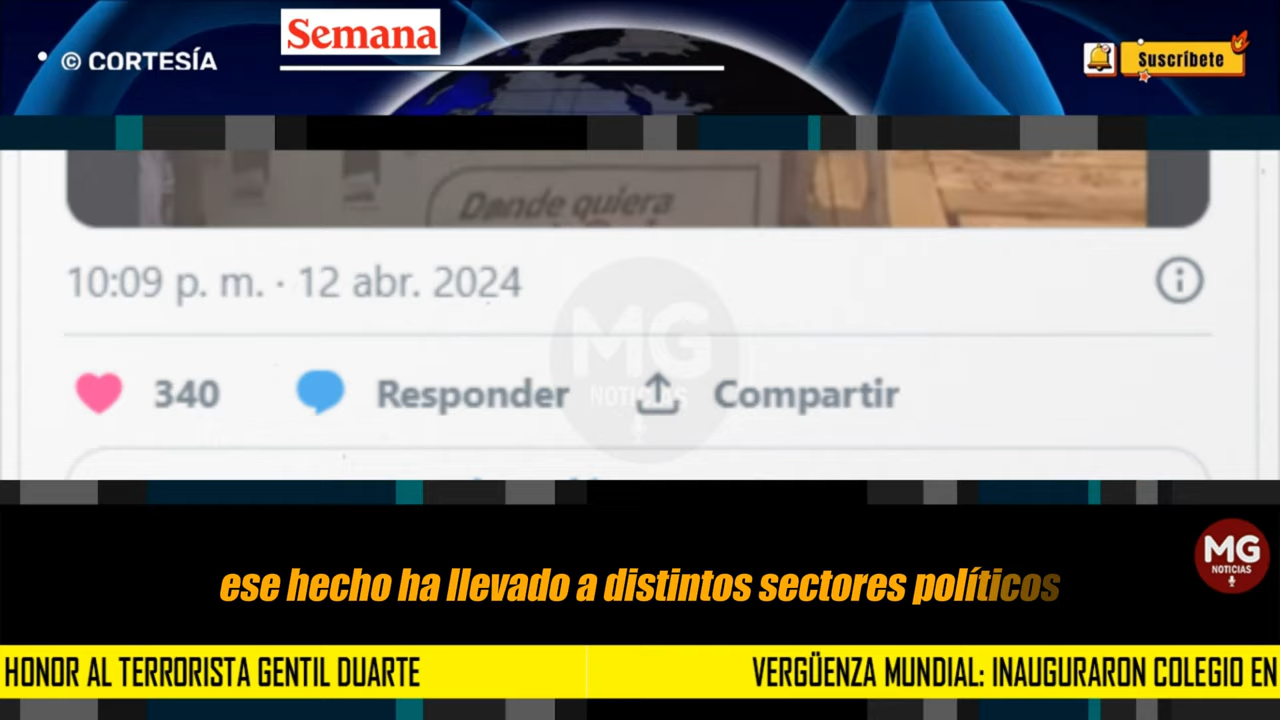 © CORTESÍA
Semana
Suscríbete
Donde quiera
10:09 p. m. · 12 abr. 2024
340 Responder Compartir
MG
NOTICIAS
ese hecho ha llevado a distintos sectores políticos
MG
NOTICIAS
HONOR AL TERRORISTA GENTIL DUARTE VERGÜENZA MUNDIAL: INAUGURARON COLEGIO EN